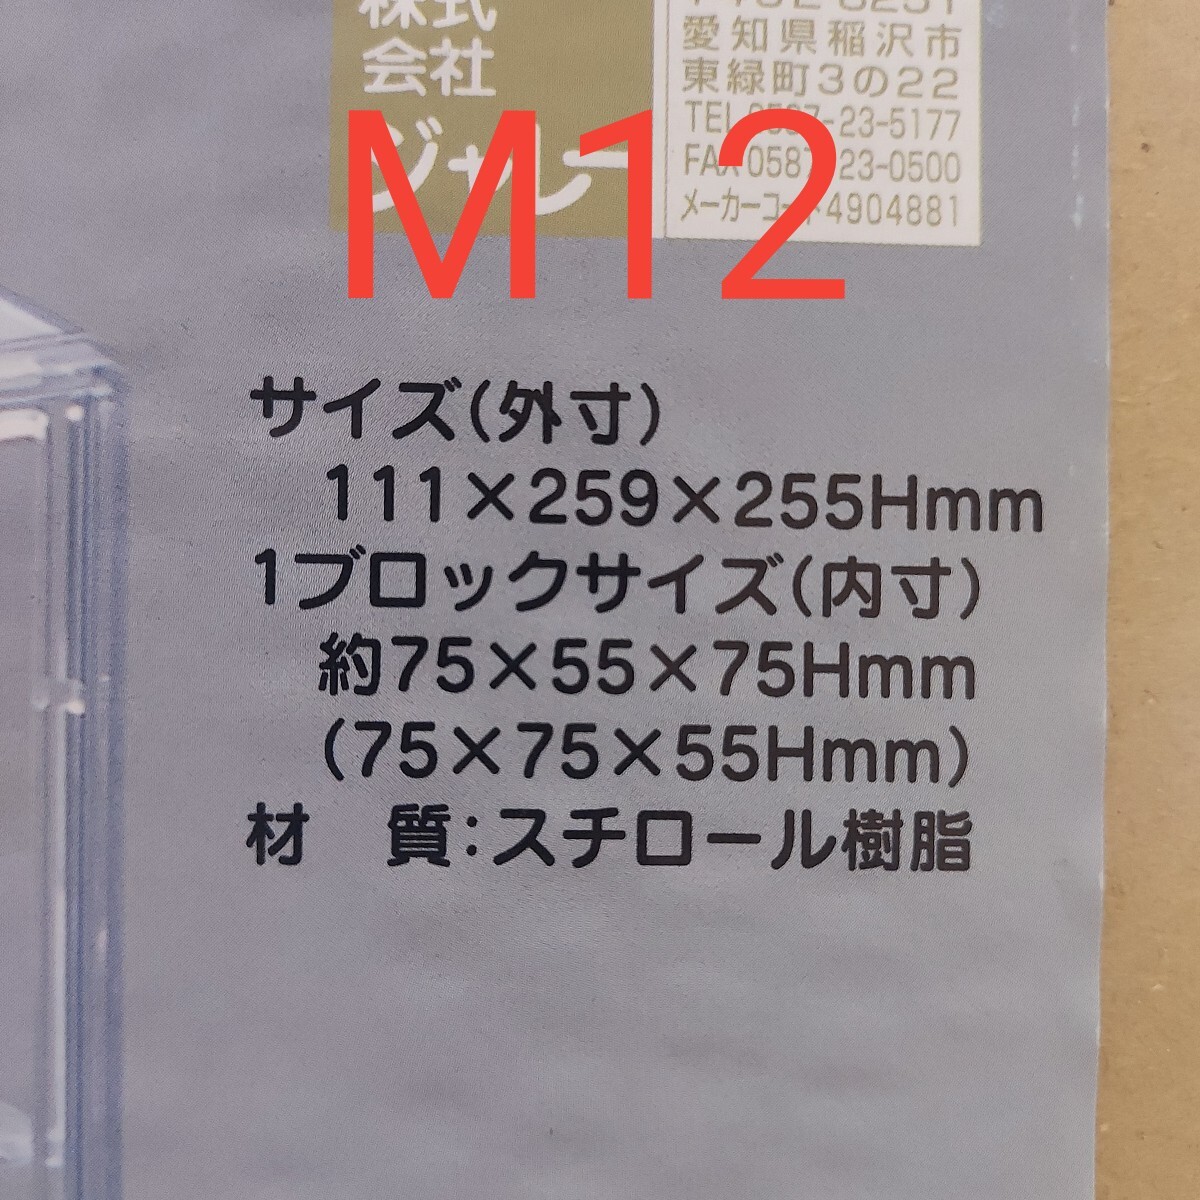 株式
会社
ジャレー
愛知県稲沢市
東緑町3の22
TEL 0587-23-5177
FAX 0587-23-0500
メーカーコード4904881
M12
サイズ(外寸)
111×259×255Hmm
1ブロックサイズ(内寸)
約75×55×75Hmm
(75×75×55Hmm)
材　質:スチロール樹脂